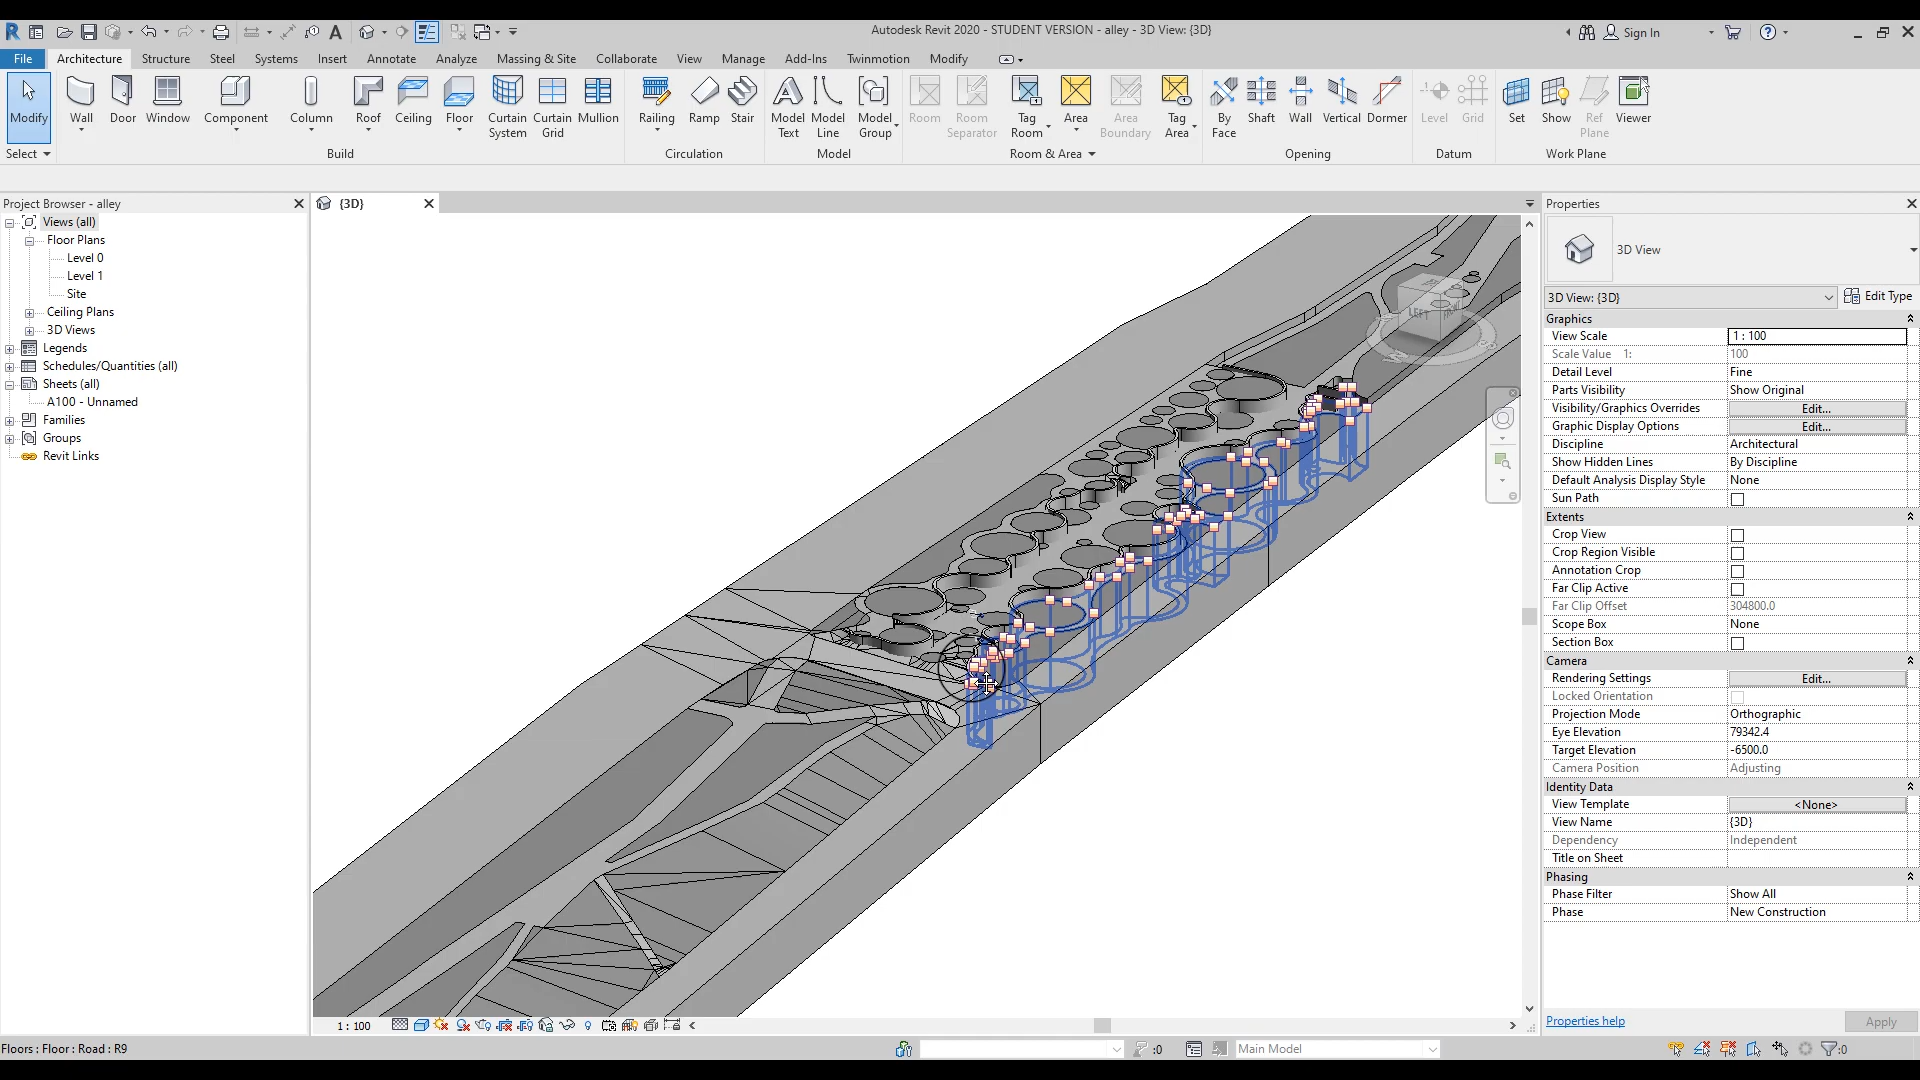 Autodesk Revit 2020 - STUDENT VERSION - alley - 3D View: {3D}
Sign In
File Architecture Structure Steel Systems Insert Annotate Analyze Massing & Site Collaborate View Manage Add-Ins Twinmotion Modify
Modify Wall Door Window Component Column Roof Ceiling Floor Curtain System Curtain Grid Mullion Railing Ramp Stair Model Text Model Line Model Group Room Room Separator Tag Room Area Area Boundary Tag Area By Face Shaft Wall Vertical Dormer Level Grid Set Show Ref Plane Viewer
Select Build Circulation Model Room & Area Opening Datum Work Plane
Project Browser - alley
Views (all)
Floor Plans
Level 0
Level 1
Site
Ceiling Plans
3D Views
Legends
Schedules/Quantities (all)
Sheets (all)
A100 - Unnamed
Families
Groups
Revit Links
{3D}
LEFT
1 : 100
Properties
3D View
3D View: {3D} Edit Type
Graphics
View Scale 1 : 100
Scale Value 1: 100
Detail Level Fine
Parts Visibility Show Original
Visibility/Graphics Overrides Edit...
Graphic Display Options Edit...
Discipline Architectural
Show Hidden Lines By Discipline
Default Analysis Display Style None
Sun Path
Extents
Crop View
Crop Region Visible
Annotation Crop
Far Clip Active
Far Clip Offset 304800.0
Scope Box None
Section Box
Camera
Rendering Settings Edit...
Locked Orientation
Projection Mode Orthographic
Eye Elevation 79342.4
Target Elevation -6500.0
Camera Position Adjusting
Identity Data
View Template <None>
View Name {3D}
Dependency Independent
Title on Sheet
Phasing
Phase Filter Show All
Phase New Construction
Properties help Apply
Floors : Floor : Road : R9
:0
Main Model
:0